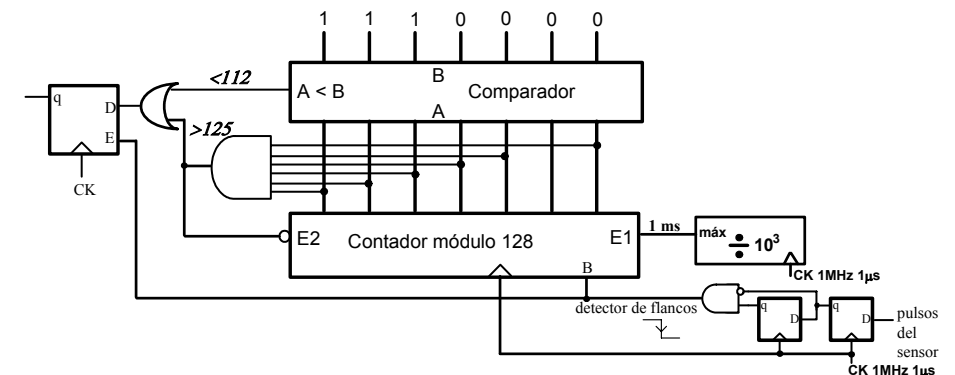 1 1 1 0 0 0 0
<112
A < B
B
Comparador
A
q
D
E
CK
>125
E2
Contador módulo 128
E1
B
1 ms
máx
÷ 10³
CK 1MHz 1µs
detector de flancos
q
D
q
D
pulsos
del
sensor
CK 1MHz 1µs